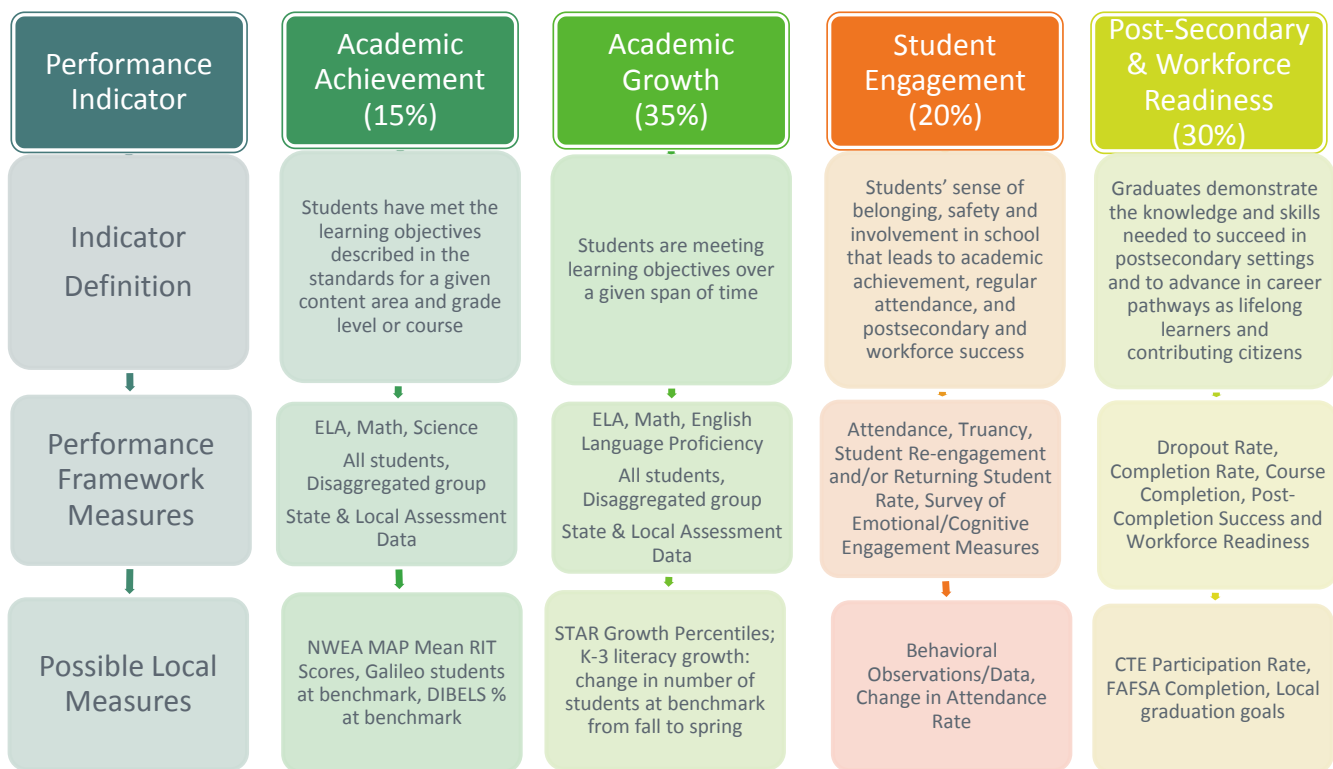 Performance
Indicator
Academic
Achievement
(15%)
Academic
Growth
(35%)
Student
Engagement
(20%)
Post-Secondary
& Workforce
Readiness
(30%)
Indicator
Definition
Students have met the
learning objectives
described in the
standards for a given
content area and grade
level or course
Students are meeting
learning objectives over
a given span of time
Students’ sense of
belonging, safety and
involvement in school
that leads to academic
achievement, regular
attendance, and
postsecondary and
workforce success
Graduates demonstrate
the knowledge and skills
needed to succeed in
postsecondary settings
and to advance in career
pathways as lifelong
learners and
contributing citizens
Performance
Framework
Measures
ELA, Math, Science
All students,
Disaggregated group
State & Local Assessment
Data
ELA, Math, English
Language Proficiency
All students,
Disaggregated group
State & Local Assessment
Data
Attendance, Truancy,
Student Re-engagement
and/or Returning Student
Rate, Survey of
Emotional/Cognitive
Engagement Measures
Dropout Rate,
Completion Rate, Course
Completion, Post-
Completion Success and
Workforce Readiness
Possible Local
Measures
NWEA MAP Mean RIT
Scores, Galileo students
at benchmark, DIBELS %
at benchmark
STAR Growth Percentiles;
K-3 literacy growth:
change in number of
students at benchmark
from fall to spring
Behavioral
Observations/Data,
Change in Attendance
Rate
CTE Participation Rate,
FAFSA Completion, Local
graduation goals